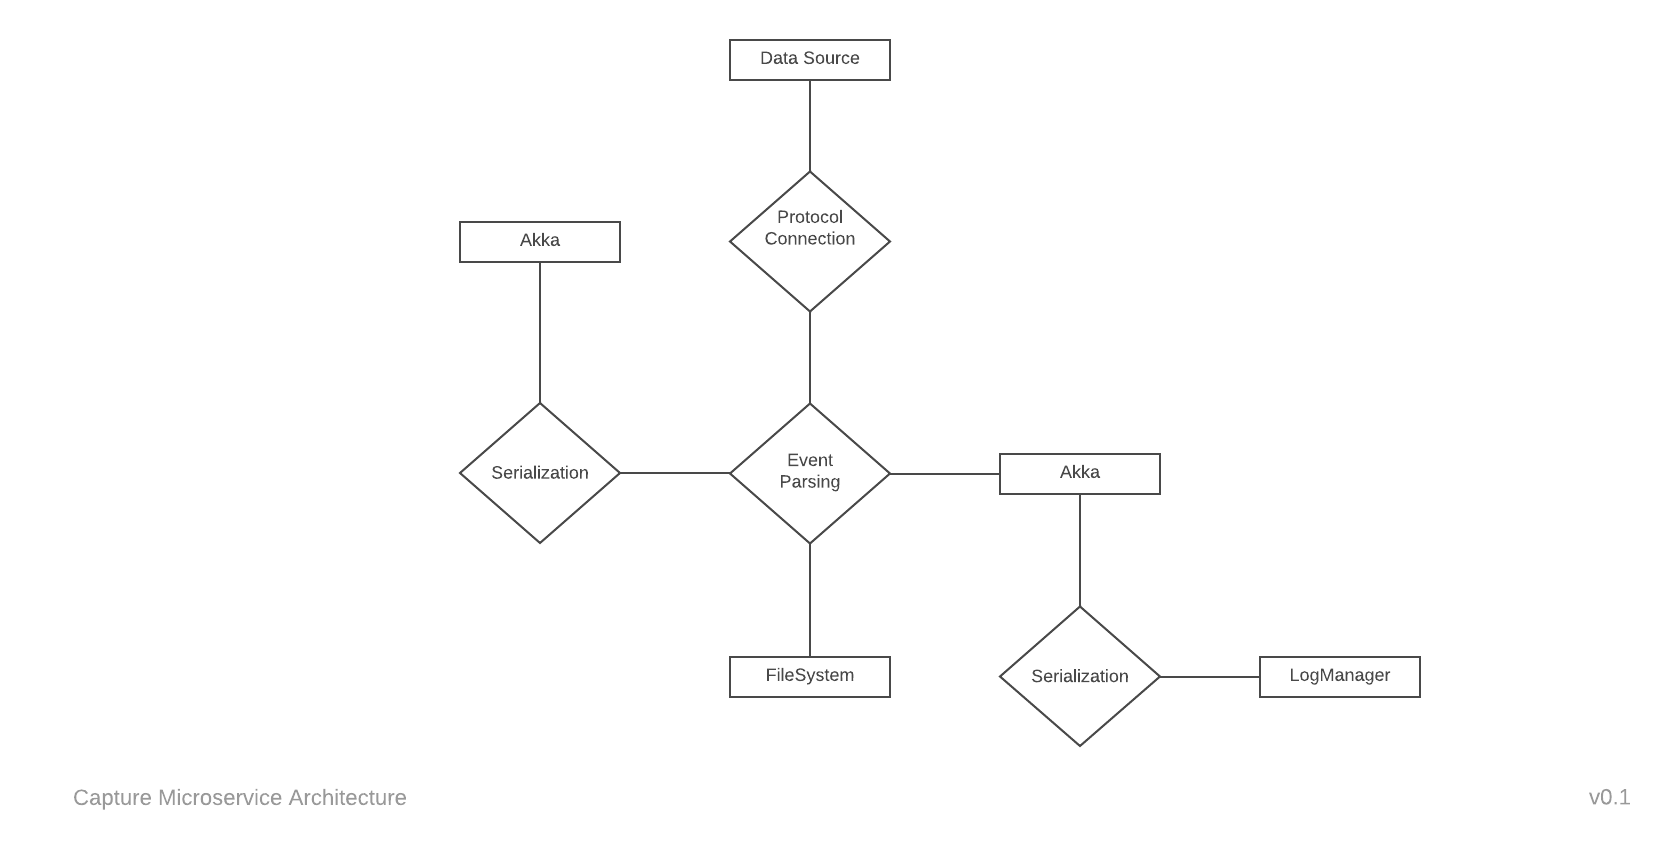 Data Source
Protocol
Connection
Akka
Serialization
Event
Parsing
Akka
FileSystem
Serialization
LogManager
Capture Microservice Architecture
v0.1